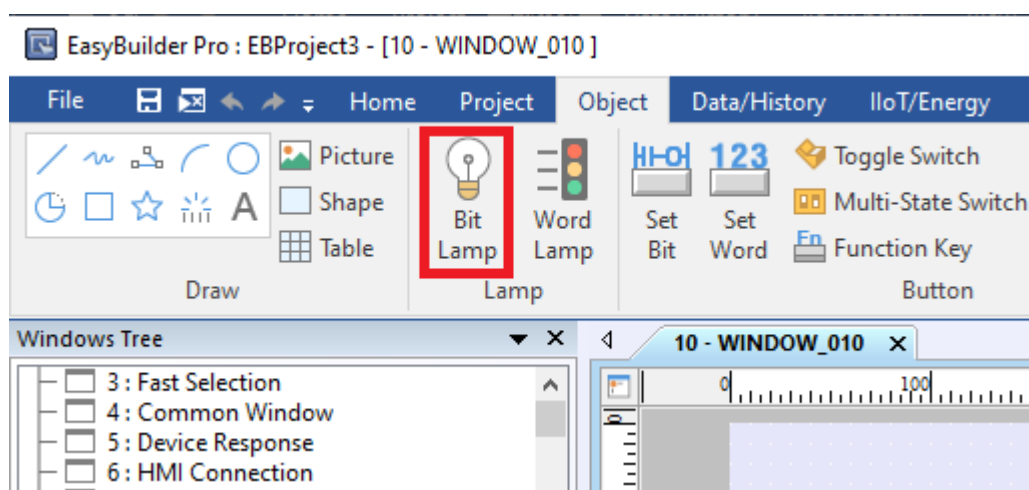 EasyBuilder Pro : EBProject3 - [10 - WINDOW_010 ]
File Home Project Object Data/History IIoT/Energy
Picture
Shape
Table
A
Draw
Bit
Lamp
Word
Lamp
Lamp
Set
Bit
123
Set
Word
Toggle Switch
Multi-State Switch
Fn
Function Key
Button
Windows Tree
3 : Fast Selection
4 : Common Window
5 : Device Response
6 : HMI Connection
10 - WINDOW_010
0 100
0